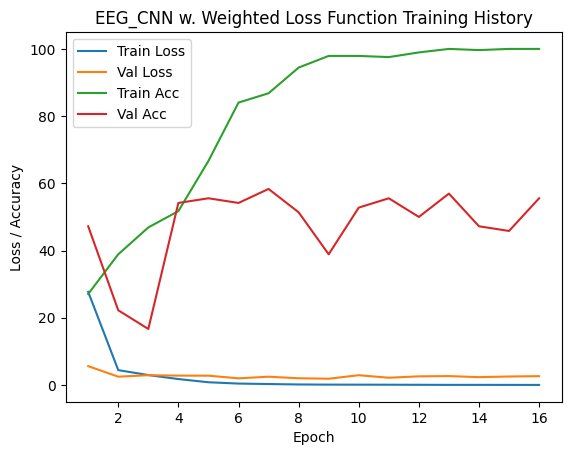 EEG_CNN w. Weighted Loss Function Training History
Train Loss
Val Loss
Train Acc
Val Acc
Loss / Accuracy
100
80
60
40
20
0
2
4
6
8
10
12
14
16
Epoch